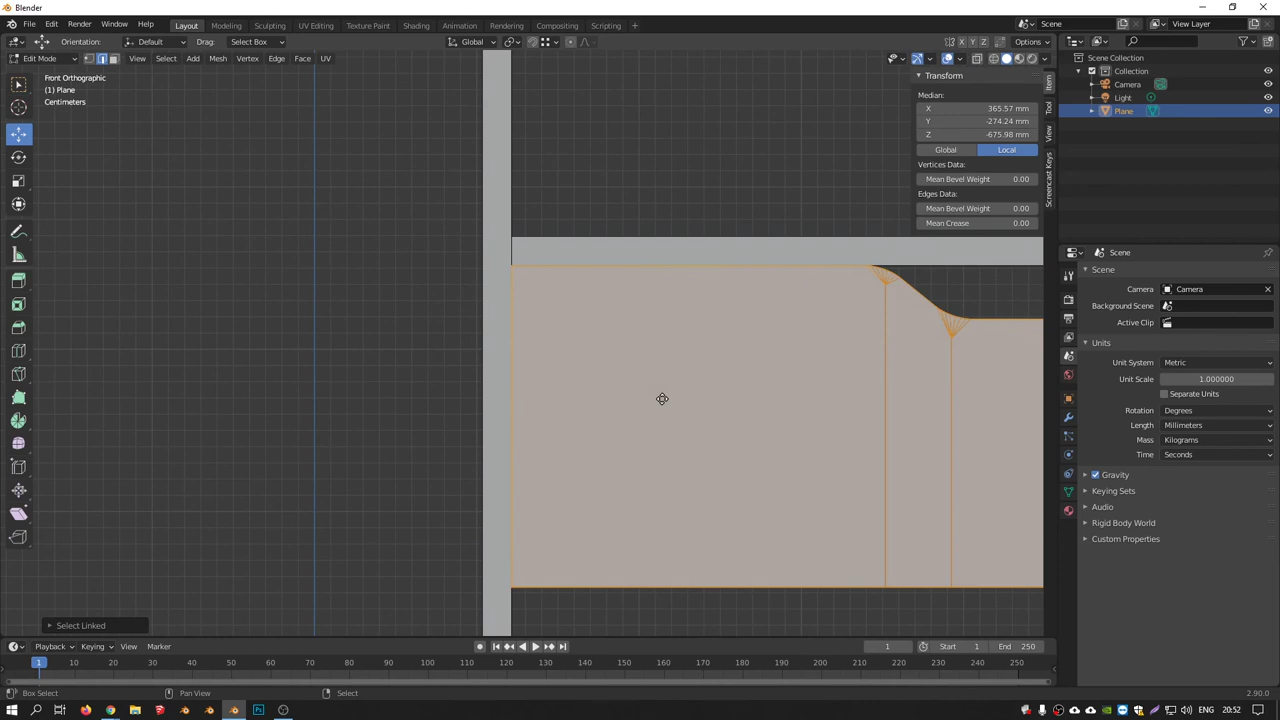 Blender
File Edit Render Window Help Layout Modeling Sculpting UV Editing Texture Paint Shading Animation Rendering Compositing Scripting + Scene View Layer
Orientation: Default Drag: Select Box Global X Y Z Options
Edit Mode View Select Add Mesh Vertex Edge Face UV
Front Orthographic
(1) Plane
Centimeters
Transform
Median:
X 365.57 mm
Y -274.24 mm
Z -675.98 mm
Global Local
Vertices Data:
Mean Bevel Weight 0.00
Edges Data:
Mean Bevel Weight 0.00
Mean Crease 0.00
Item
Tool
View
Screencast Keys
Scene Collection
Collection
Camera
Light
Plane
Scene
Scene
Camera Camera
Background Scene
Active Clip
Units
Unit System Metric
Unit Scale 1.000000
Separate Units
Rotation Degrees
Length Millimeters
Mass Kilograms
Time Seconds
Gravity
Keying Sets
Audio
Rigid Body World
Custom Properties
Select Linked
Playback Keying View Marker 1 Start 1 End 250
1 10 20 30 40 50 60 70 80 90 100 110 120 130 140 150 160 170 180 190 200 210 220 230 240 250
Box Select Pan View Select 2.90.0
ENG 20:52